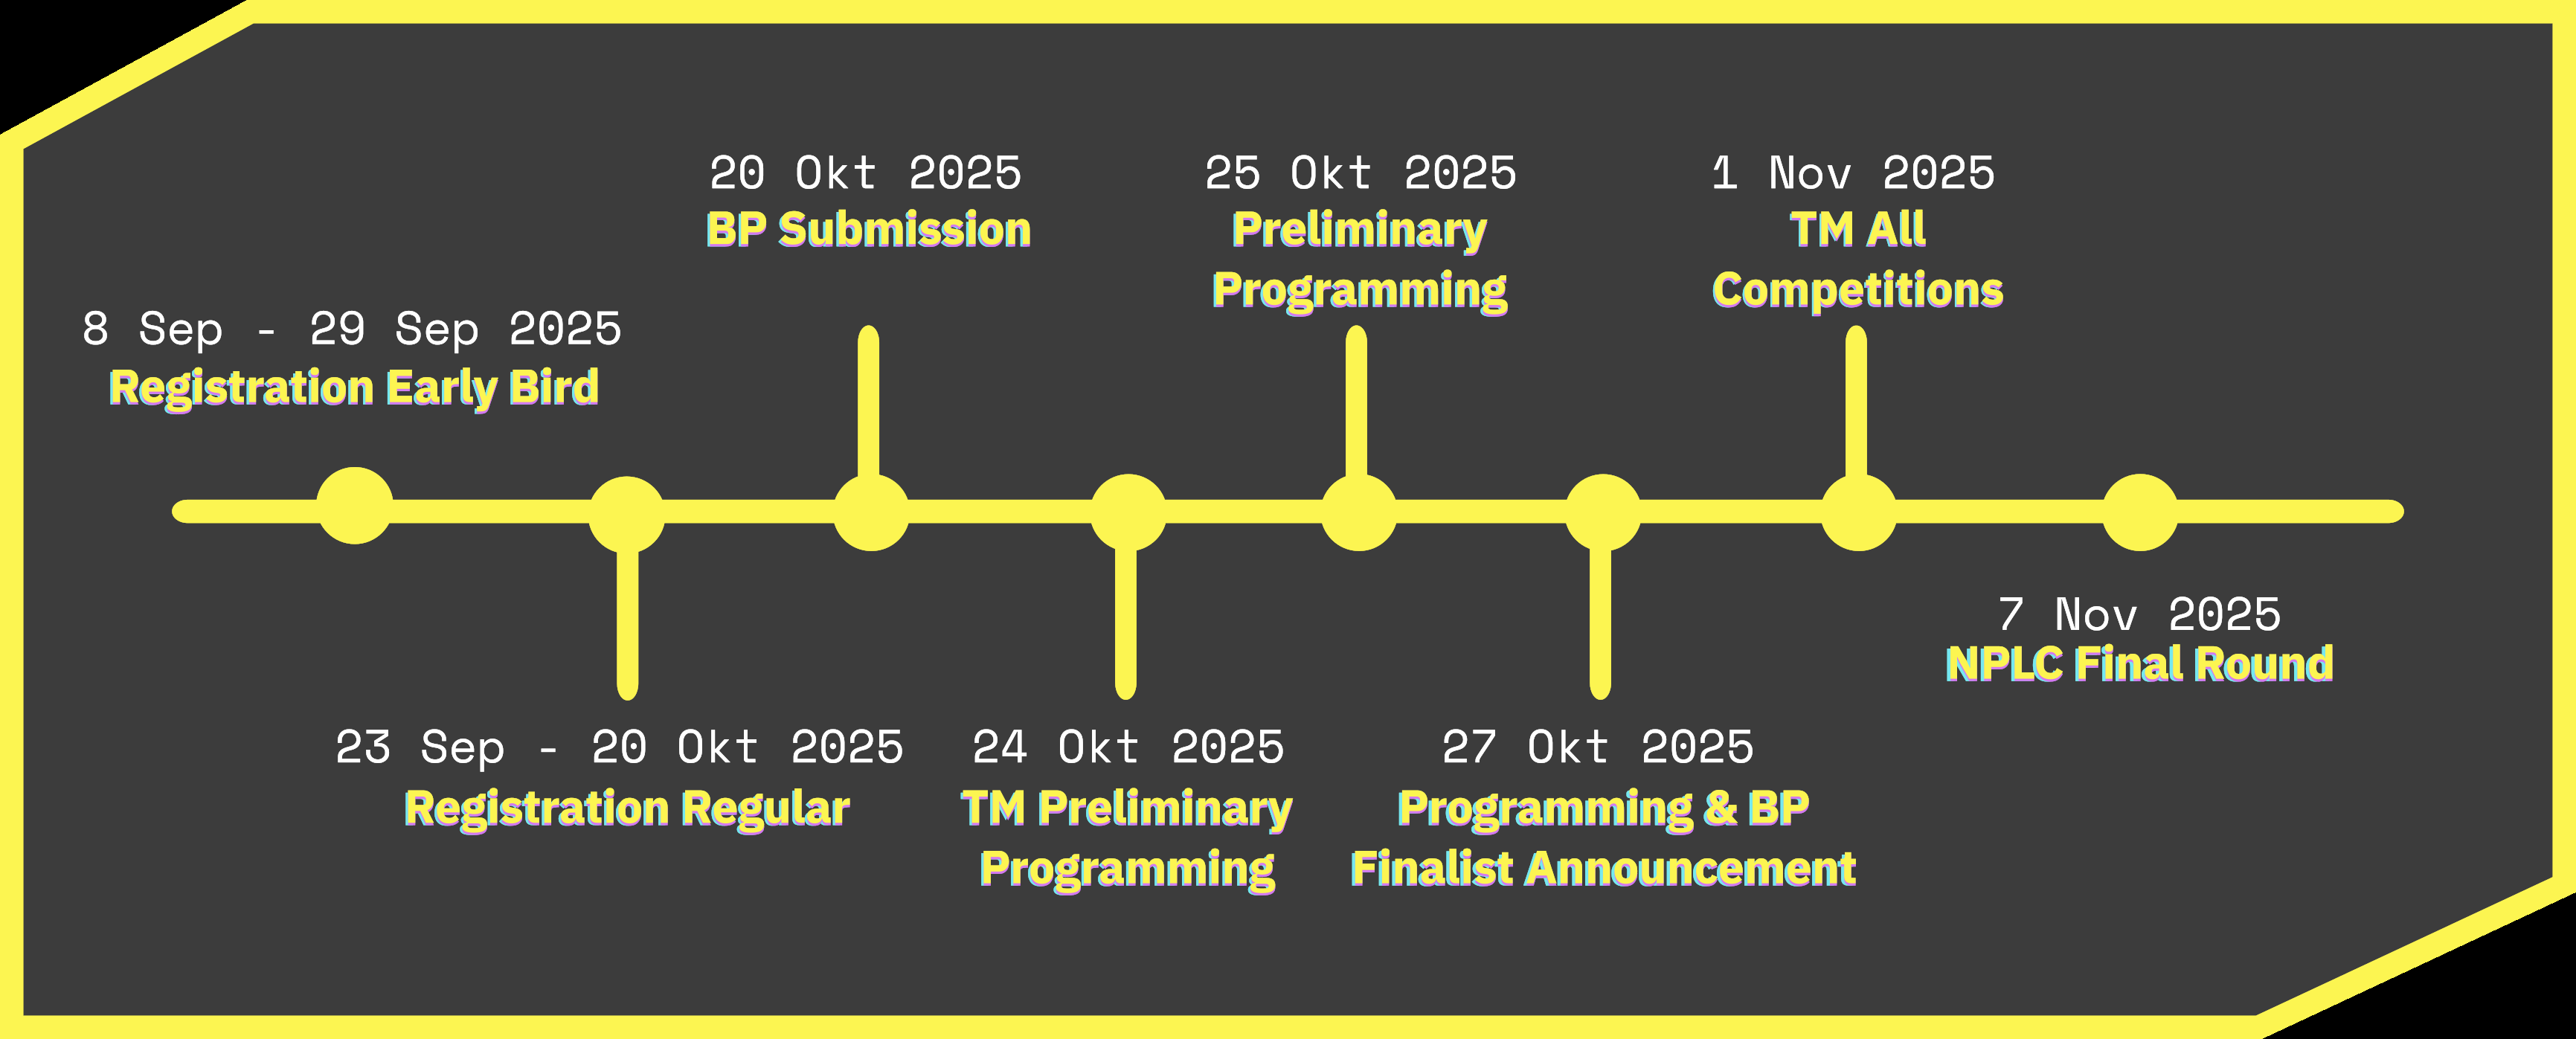 8 Sep - 29 Sep 2025
Registration Early Bird
23 Sep - 20 Okt 2025
Registration Regular
20 Okt 2025
BP Submission
24 Okt 2025
TM Preliminary
Programming
25 Okt 2025
Preliminary
Programming
27 Okt 2025
Programming & BP
Finalist Announcement
1 Nov 2025
TM All
Competitions
7 Nov 2025
NPLC Final Round